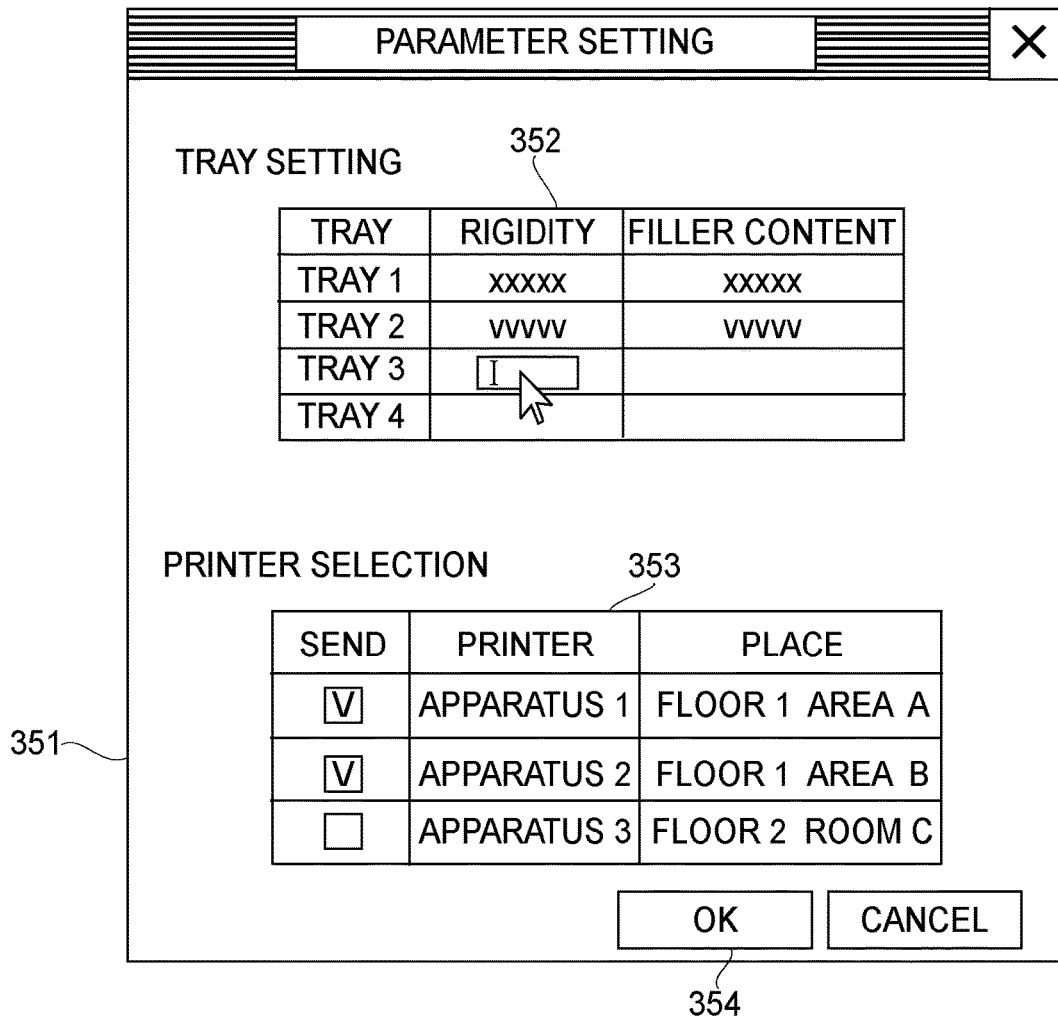 PARAMETER SETTING X
352
TRAY SETTING
TRAY RIGIDITY FILLER CONTENT
TRAY 1 XXXXX XXXXX
TRAY 2 VVVVV VVVVV
TRAY 3
TRAY 4
PRINTER SELECTION 353
SEND PRINTER PLACE
V APPARATUS 1 FLOOR 1 AREA A
351
V APPARATUS 2 FLOOR 1 AREA B
APPARATUS 3 FLOOR 2 ROOM C
OK CANCEL
354